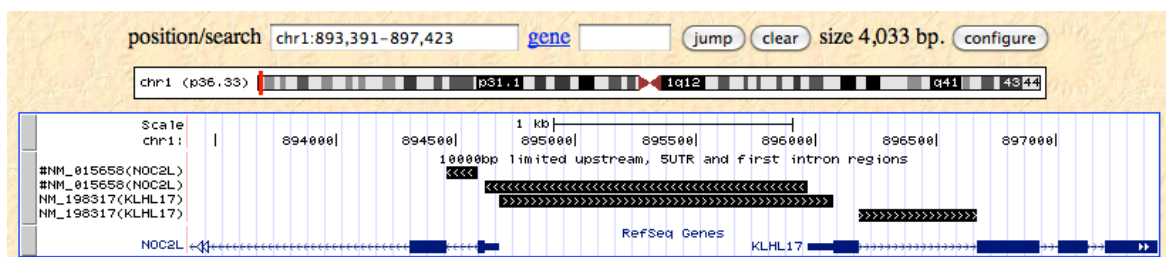 position/search chr1:893,391-897,423 gene jump clear size 4,033 bp. configure
chr1 (p36.33) p31.1 1q12 q41 43 44
Scale 1 kb
chr1: 894000 894500 895000 895500 896000 896500 897000
10000bp limited upstream, 5UTR and first intron regions
#NM_015658(NOC2L)
#NM_015658(NOC2L)
NM_198317(KLHL17)
NM_198317(KLHL17)
RefSeq Genes
NOC2L KLHL17